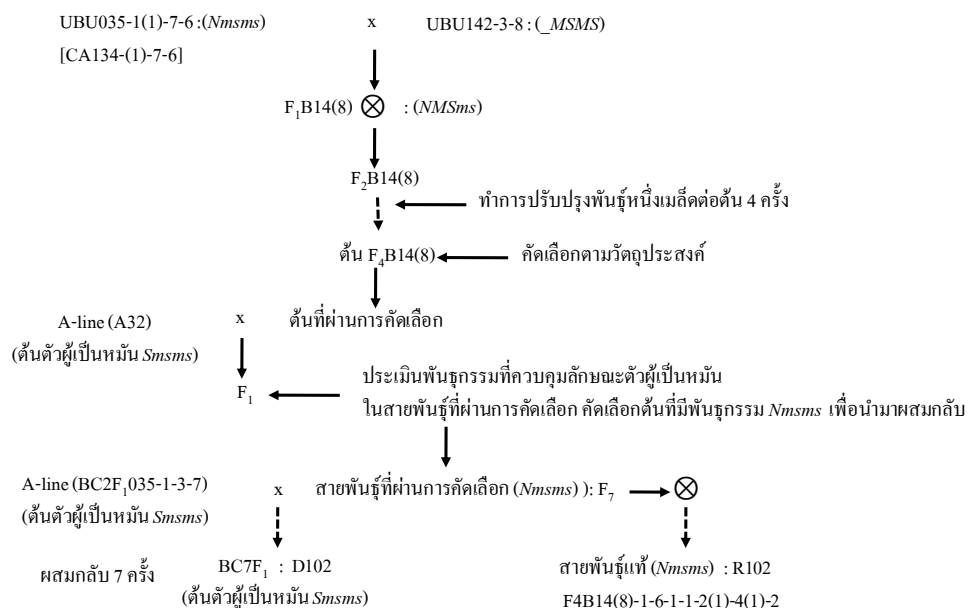 UBU035-1(1)-7-6 : (Nmsms) x UBU142-3-8 : (_MSMS)
[CA134-(1)-7-6]
F1B14(8) ⊗ : (NMSms)
F2B14(8)
ทำการปรับปรุงพันธุ์หนึ่งเมล็ดต่อต้น 4 ครั้ง
ต้น F4B14(8) คัดเลือกตามวัตถุประสงค์
A-line (A32) x ต้นที่ผ่านการคัดเลือก
(ต้นตัวผู้เป็นหมัน Smsms)
ประเมินพันธุกรรมที่ควบคุมลักษณะตัวผู้เป็นหมัน
F1 ในสายพันธุ์ที่ผ่านการคัดเลือก คัดเลือกต้นที่มีพันธุกรรม Nmsms เพื่อนำมาผสมกลับ
A-line (BC2F1035-1-3-7) x สายพันธุ์ที่ผ่านการคัดเลือก (Nmsms) ): F7 ⊗
(ต้นตัวผู้เป็นหมัน Smsms)
ผสมกลับ 7 ครั้ง BC7F1 : D102 สายพันธุ์แท้ (Nmsms) : R102
(ต้นตัวผู้เป็นหมัน Smsms) F4B14(8)-1-6-1-1-2(1)-4(1)-2